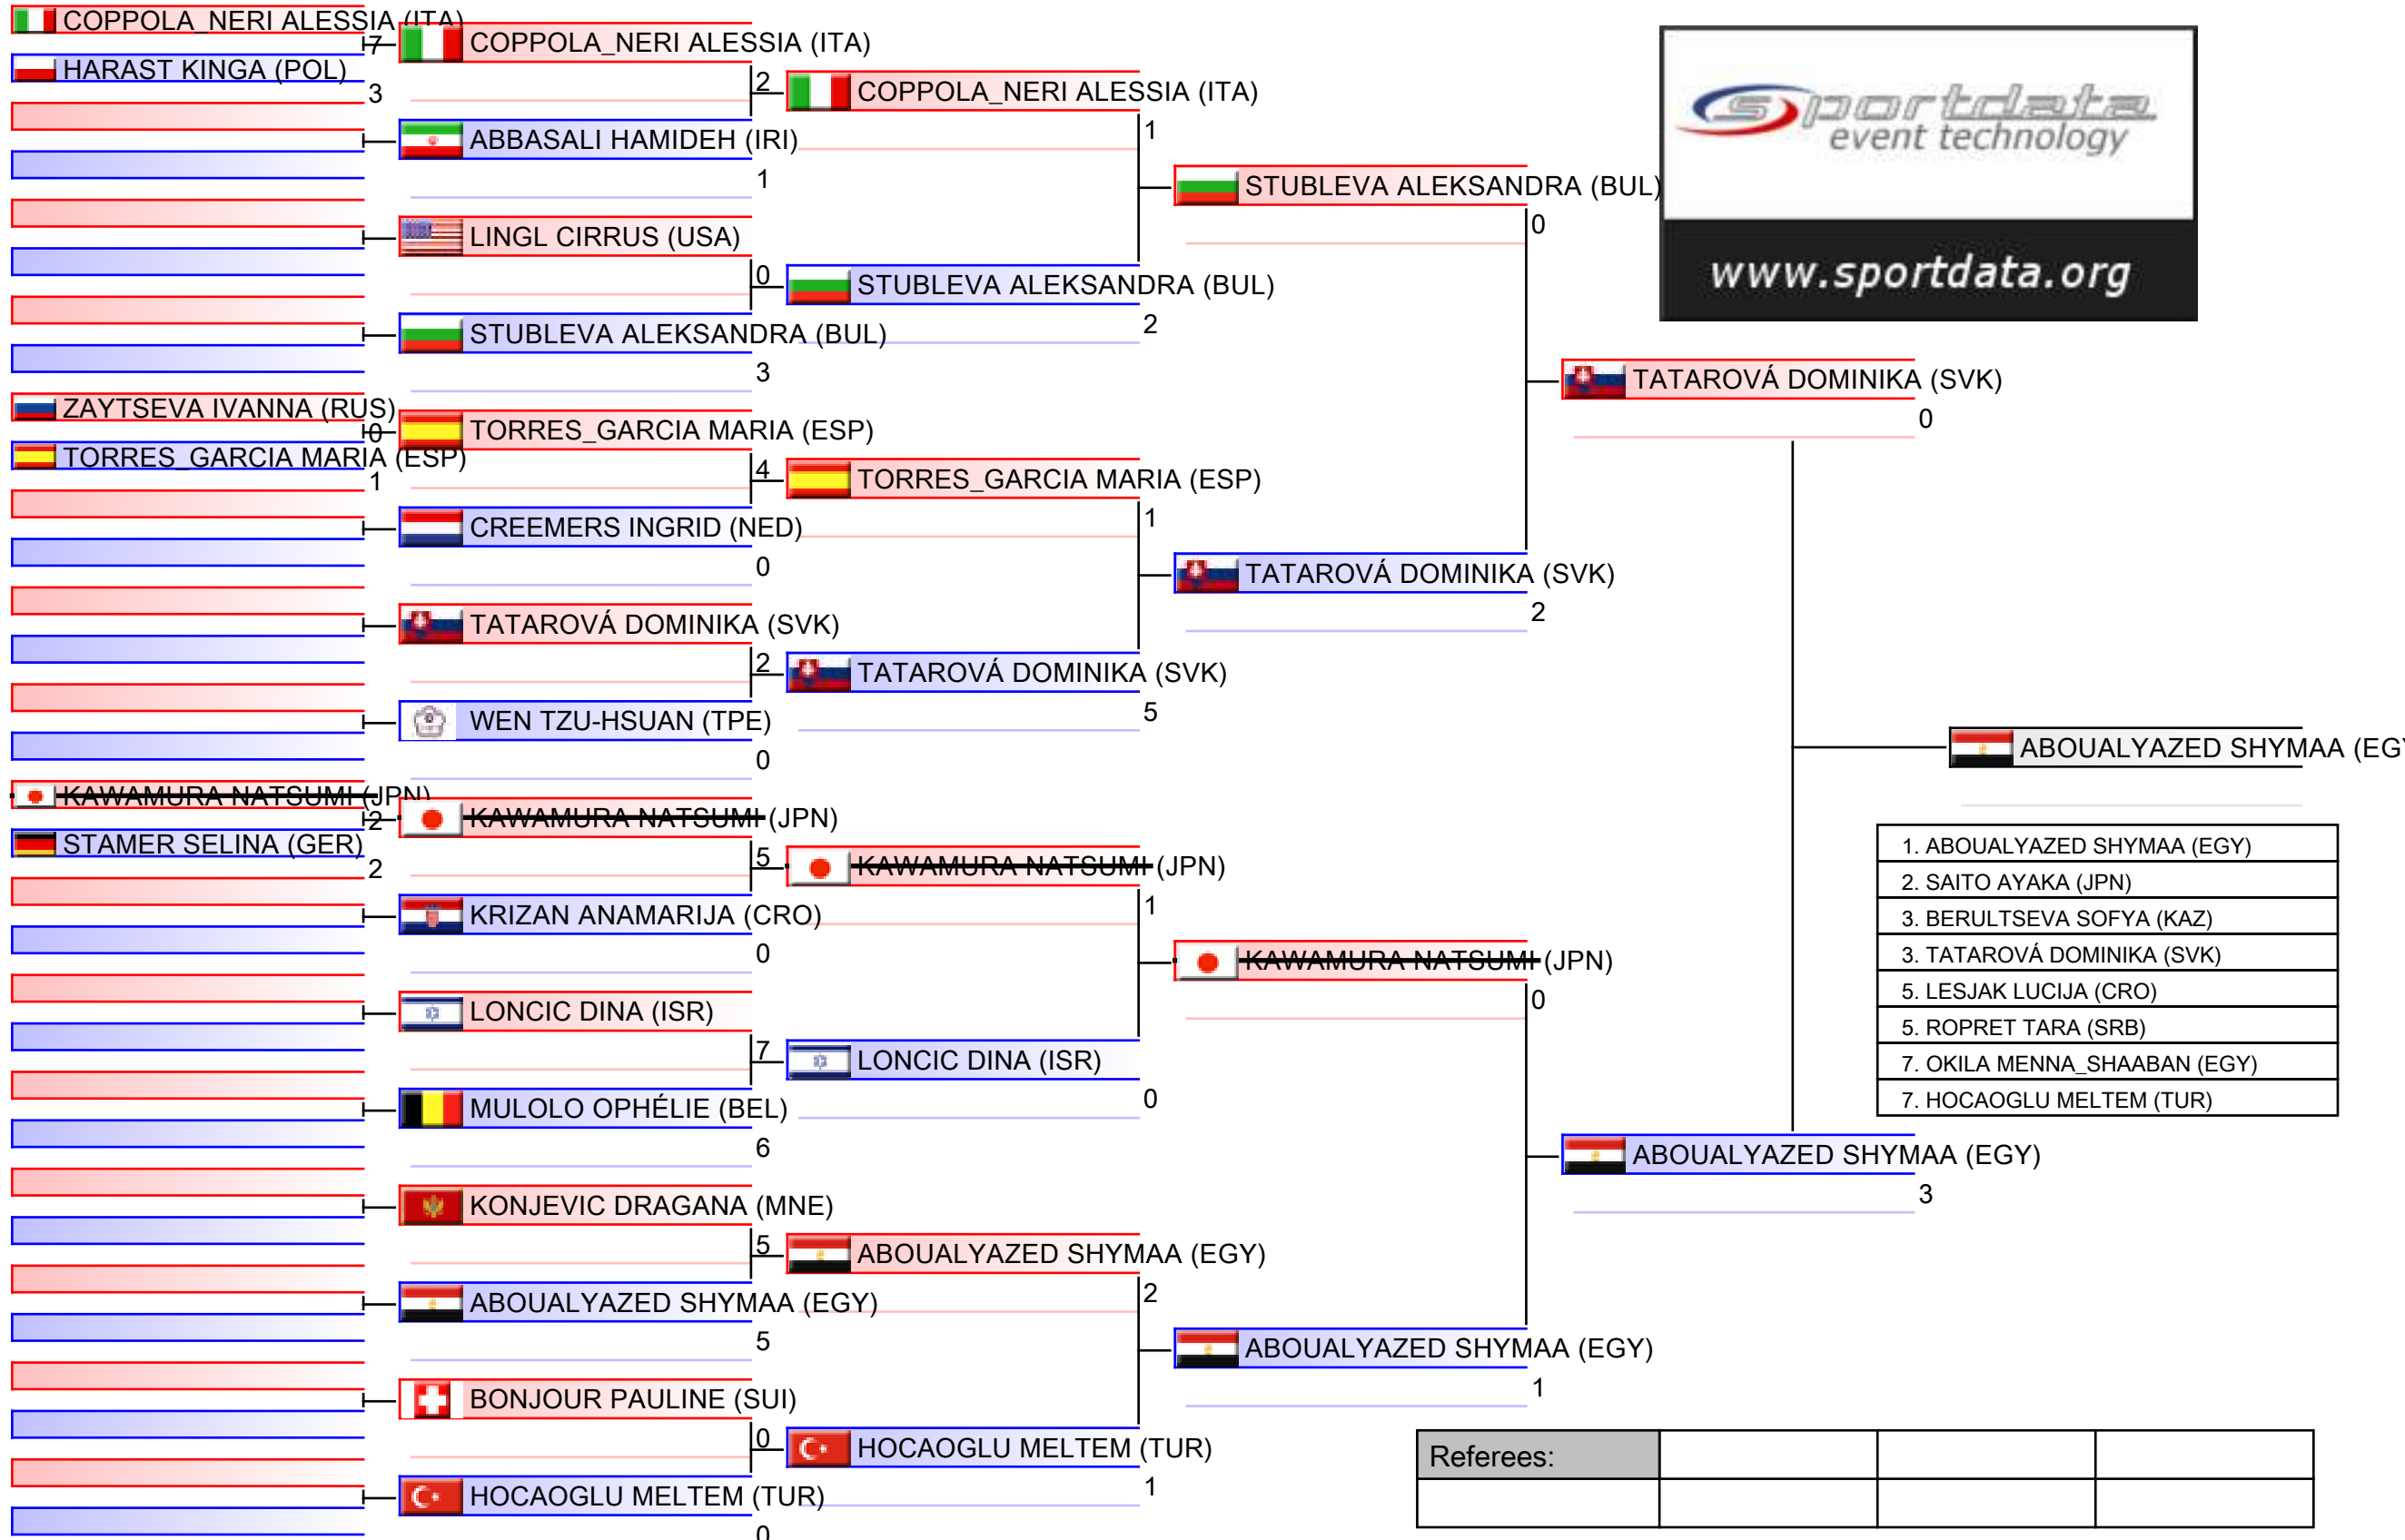 COPPOLA_NERI ALESSIA (ITA)
7
HARAST KINGA (POL)
3
ZAYTSEVA IVANNA (RUS)
0
TORRES_GARCIA MARIA (ESP)
1
KAWAMURA NATSUMI (JPN)
2
STAMER SELINA (GER)
2
COPPOLA_NERI ALESSIA (ITA)
2
ABBASALI HAMIDEH (IRI)
1
LINGL CIRRUS (USA)
0
STUBLEVA ALEKSANDRA (BUL)
3
TORRES_GARCIA MARIA (ESP)
4
CREEMERS INGRID (NED)
0
TATAROVÁ DOMINIKA (SVK)
2
WEN TZU-HSUAN (TPE)
0
KAWAMURA NATSUMI (JPN)
5
KRIZAN ANAMARIJA (CRO)
0
LONCIC DINA (ISR)
7
MULOLO OPHÉLIE (BEL)
6
KONJEVIC DRAGANA (MNE)
5
ABOUALYAZED SHYMAA (EGY)
5
BONJOUR PAULINE (SUI)
0
HOCAOGLU MELTEM (TUR)
0
COPPOLA_NERI ALESSIA (ITA)
1
STUBLEVA ALEKSANDRA (BUL)
2
TORRES_GARCIA MARIA (ESP)
1
TATAROVÁ DOMINIKA (SVK)
5
KAWAMURA NATSUMI (JPN)
1
LONCIC DINA (ISR)
0
ABOUALYAZED SHYMAA (EGY)
2
HOCAOGLU MELTEM (TUR)
1
STUBLEVA ALEKSANDRA (BUL)
0
TATAROVÁ DOMINIKA (SVK)
2
KAWAMURA NATSUMI (JPN)
0
ABOUALYAZED SHYMAA (EGY)
1
TATAROVÁ DOMINIKA (SVK)
0
ABOUALYAZED SHYMAA (EGY)
3
ABOUALYAZED SHYMAA (EGY
sportdata
event technology
www.sportdata.org
1. ABOUALYAZED SHYMAA (EGY)
2. SAITO AYAKA (JPN)
3. BERULTSEVA SOFYA (KAZ)
3. TATAROVÁ DOMINIKA (SVK)
5. LESJAK LUCIJA (CRO)
5. ROPRET TARA (SRB)
7. OKILA MENNA_SHAABAN (EGY)
7. HOCAOGLU MELTEM (TUR)
Referees: